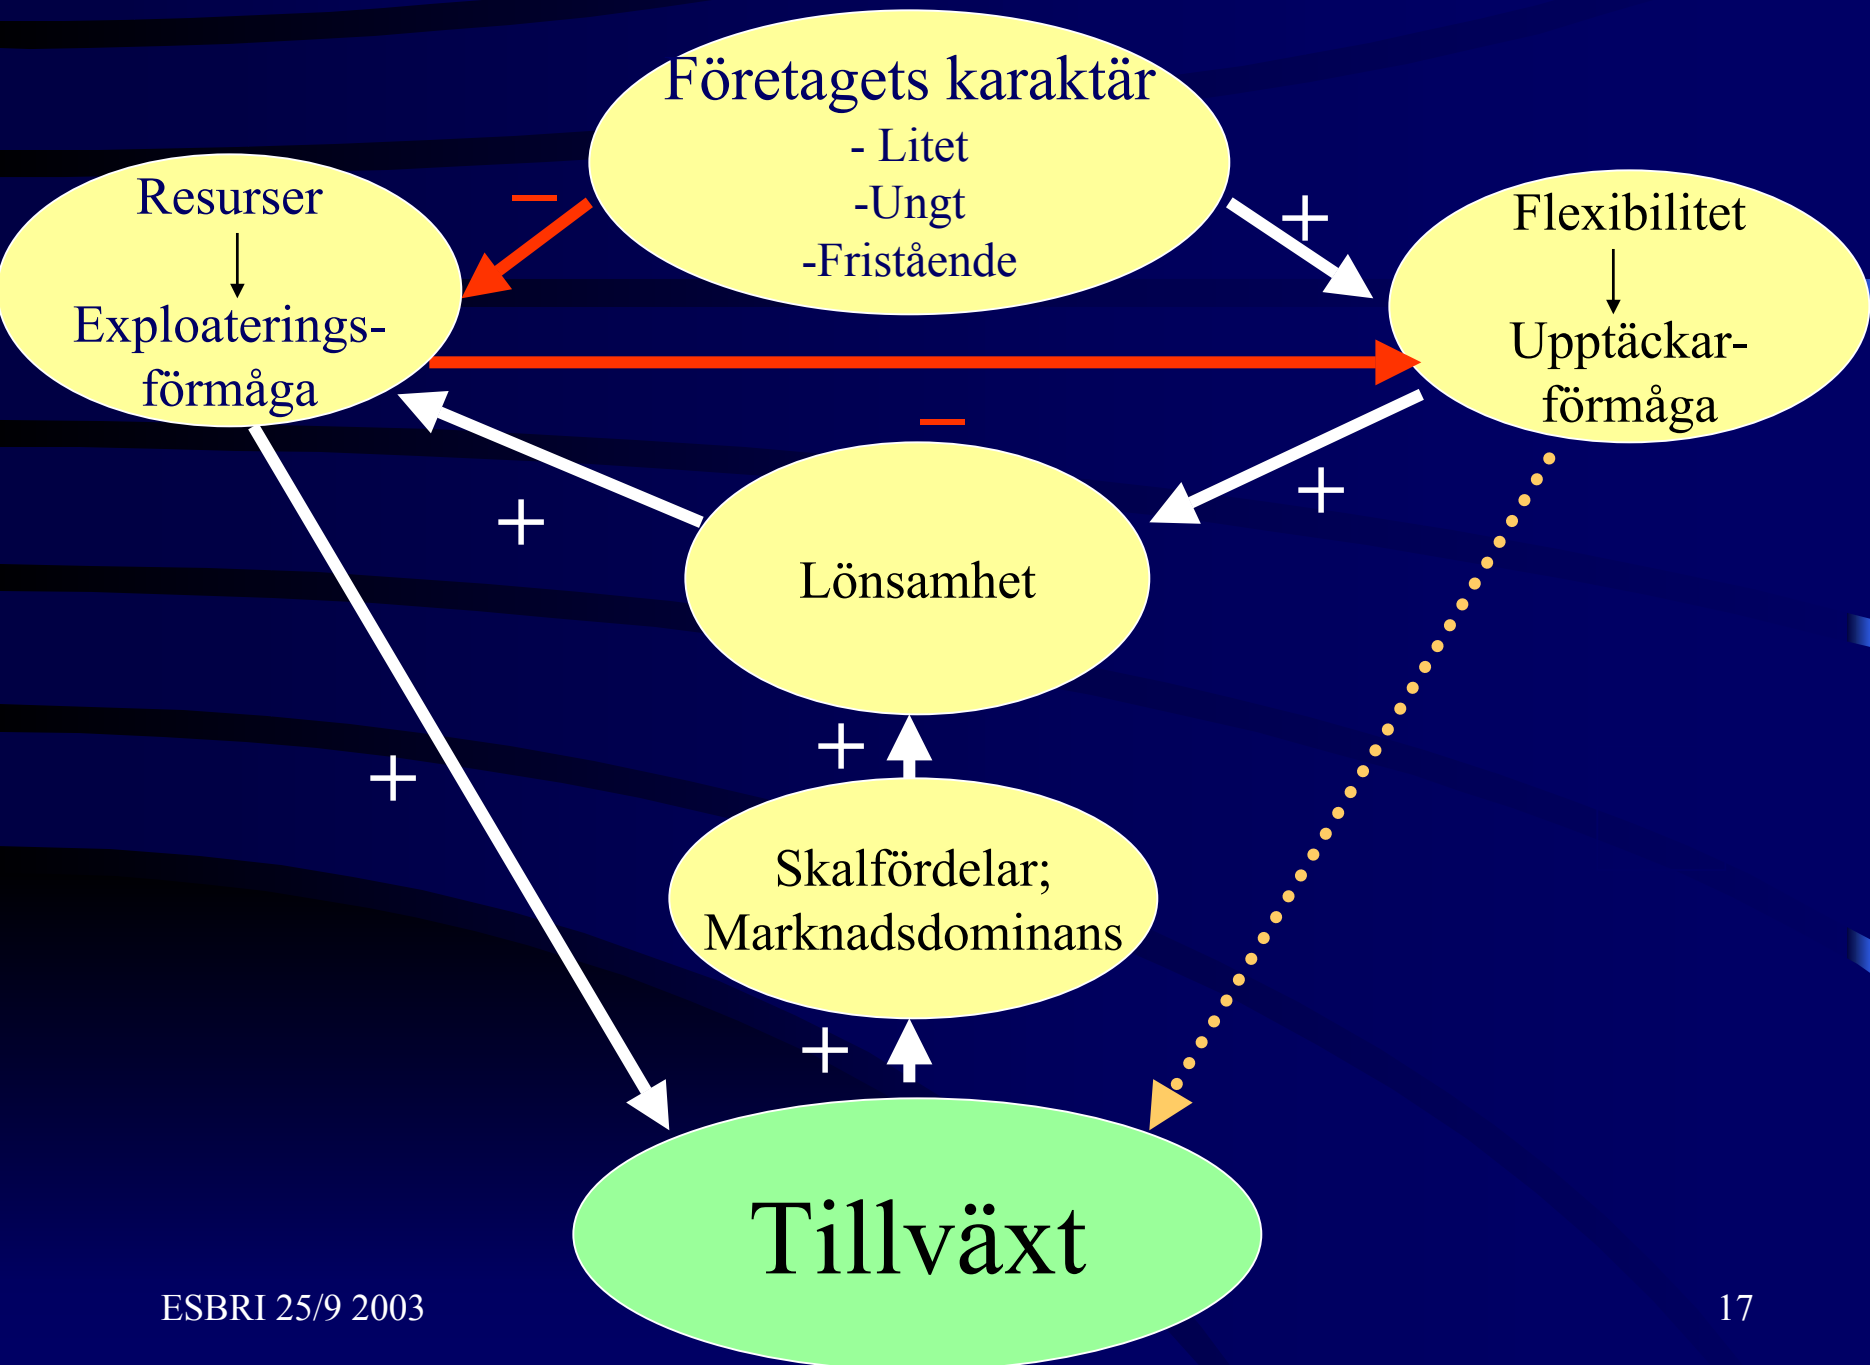 Företagets karaktär
- Litet
-Ungt
-Fristående
Resurser
Exploaterings-
förmåga
Flexibilitet
Upptäckar-
förmåga
–
+
–
+
+
Lönsamhet
+
+
Skalfördelar;
Marknadsdominans
+
Tillväxt
ESBRI 25/9 2003
17